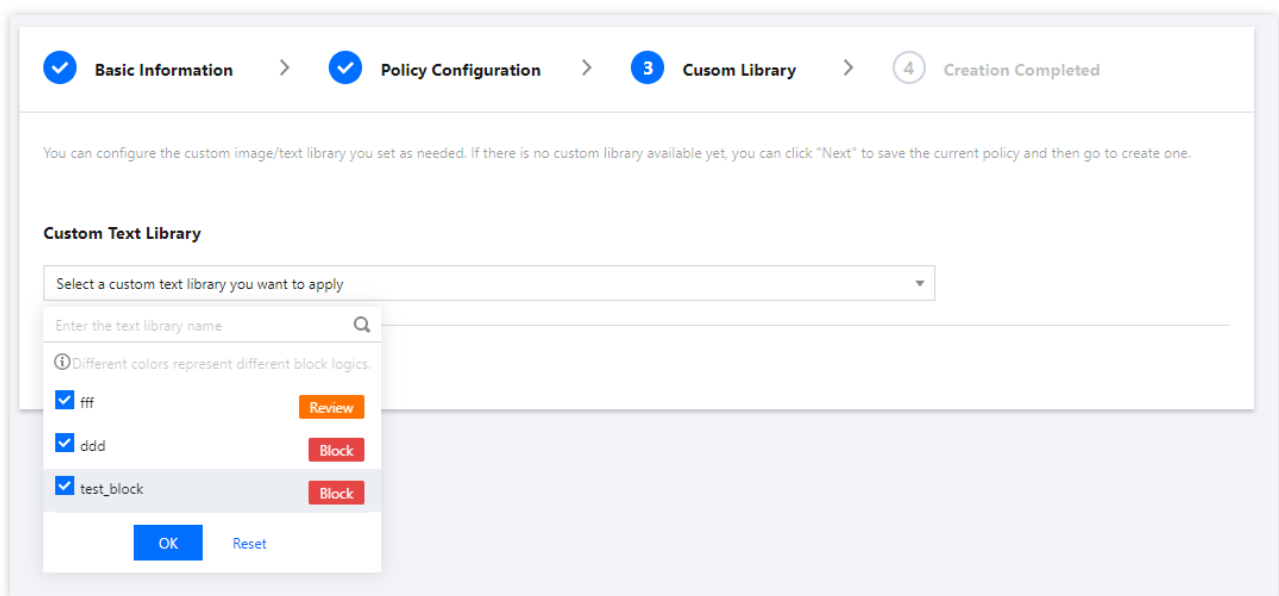 Basic Information > Policy Configuration > 3 Cusom Library > 4 Creation Completed
You can configure the custom image/text library you set as needed. If there is no custom library available yet, you can click "Next" to save the current policy and then go to create one.
Custom Text Library
Select a custom text library you want to apply
Enter the text library name
Different colors represent different block logics.
fff Review
ddd Block
test_block Block
OK Reset